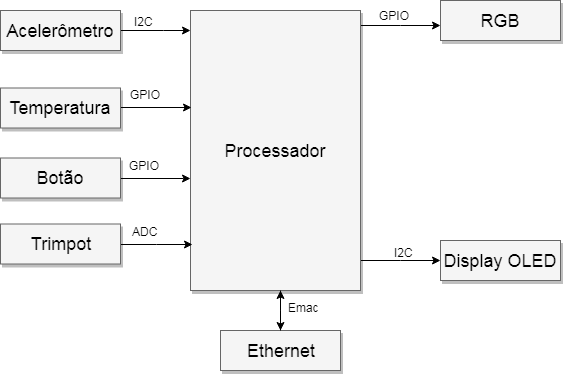 Acelerômetro
I2C
GPIO
RGB
Temperatura
GPIO
Processador
Botão
GPIO
Trimpot
ADC
I2C
Display OLED
Emac
Ethernet